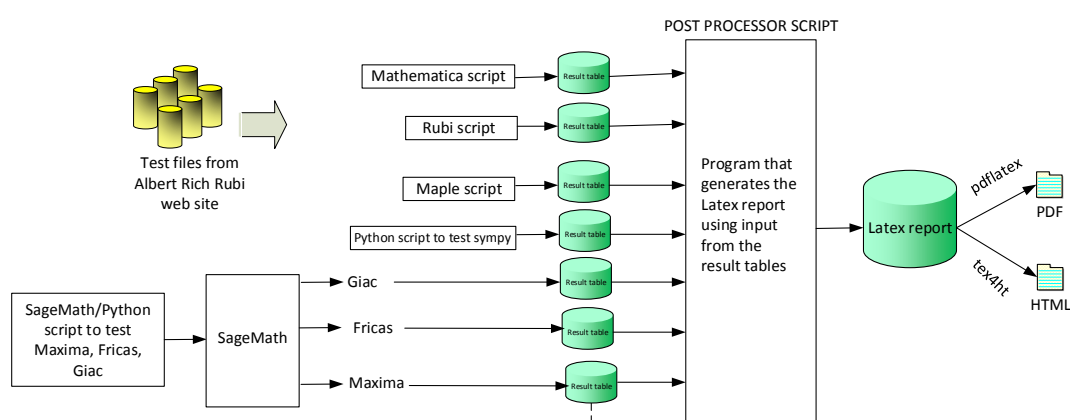 POST PROCESSOR SCRIPT
Mathematica script
Result table
Rubi script
Result table
Test files from
Albert Rich Rubi
web site
Maple script
Result table
Python script to test sympy
Result table
Giac
Result table
SageMath/Python
script to test
Maxima, Fricas,
Giac
SageMath
Fricas
Result table
Maxima
Result table
Program that
generates the
Latex report
using input
from the
result tables
Latex report
pdflatex
PDF
tex4ht
HTML